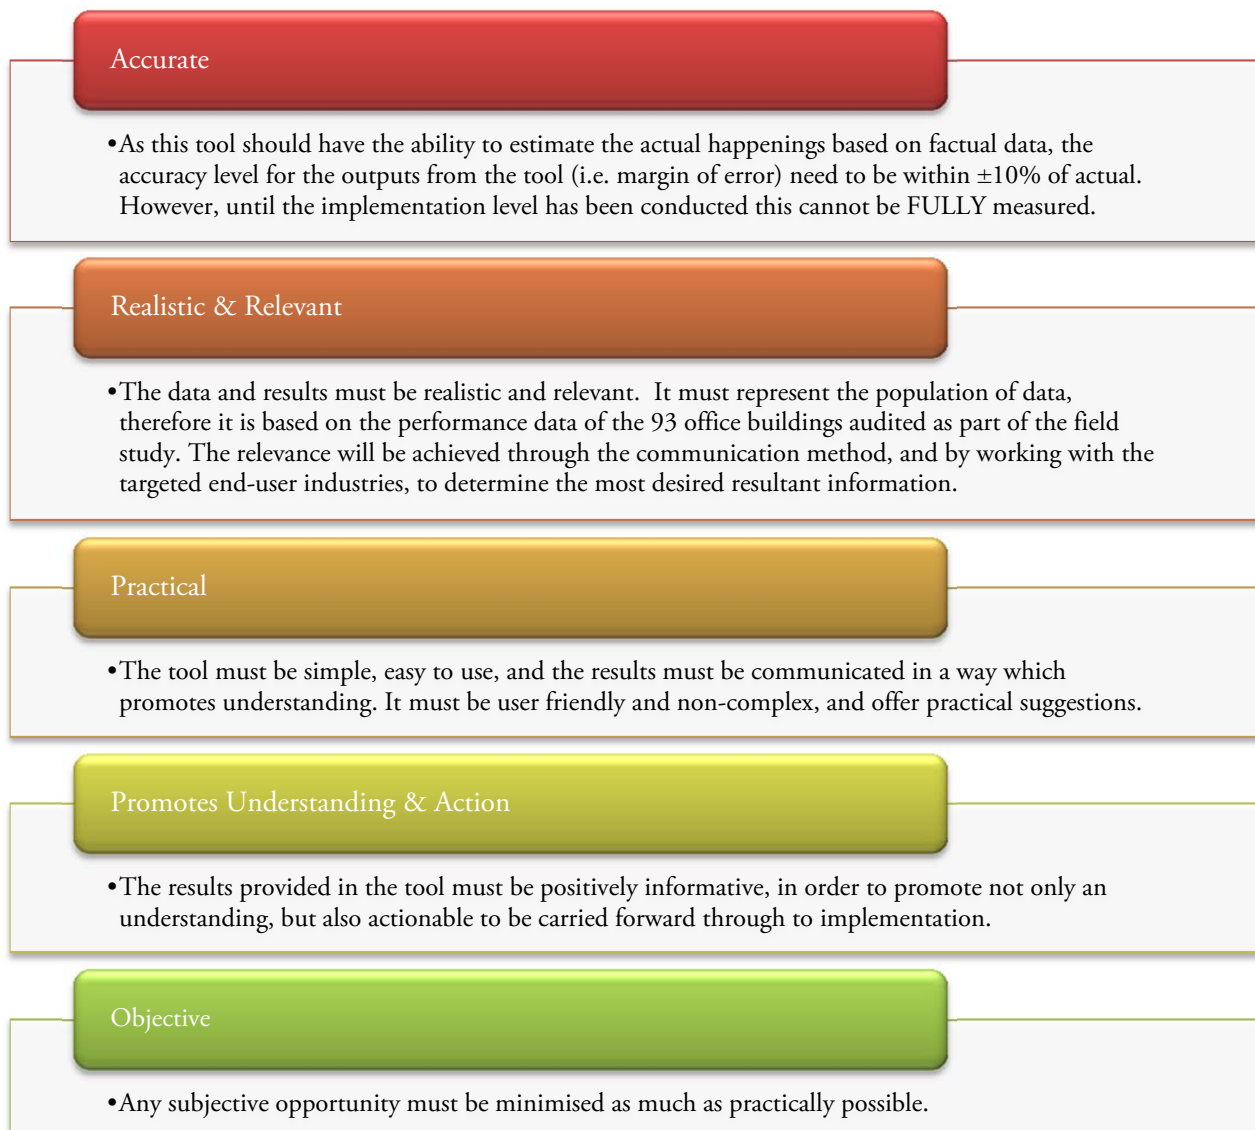 Accurate
•As this tool should have the ability to estimate the actual happenings based on factual data, the
accuracy level for the outputs from the tool (i.e. margin of error) need to be within ±10% of actual.
However, until the implementation level has been conducted this cannot be FULLY measured.
Realistic & Relevant
•The data and results must be realistic and relevant.  It must represent the population of data,
therefore it is based on the performance data of the 93 office buildings audited as part of the field
study. The relevance will be achieved through the communication method, and by working with the
targeted end-user industries, to determine the most desired resultant information.
Practical
•The tool must be simple, easy to use, and the results must be communicated in a way which
promotes understanding. It must be user friendly and non-complex, and offer practical suggestions.
Promotes Understanding & Action
•The results provided in the tool must be positively informative, in order to promote not only an
understanding, but also actionable to be carried forward through to implementation.
Objective
•Any subjective opportunity must be minimised as much as practically possible.